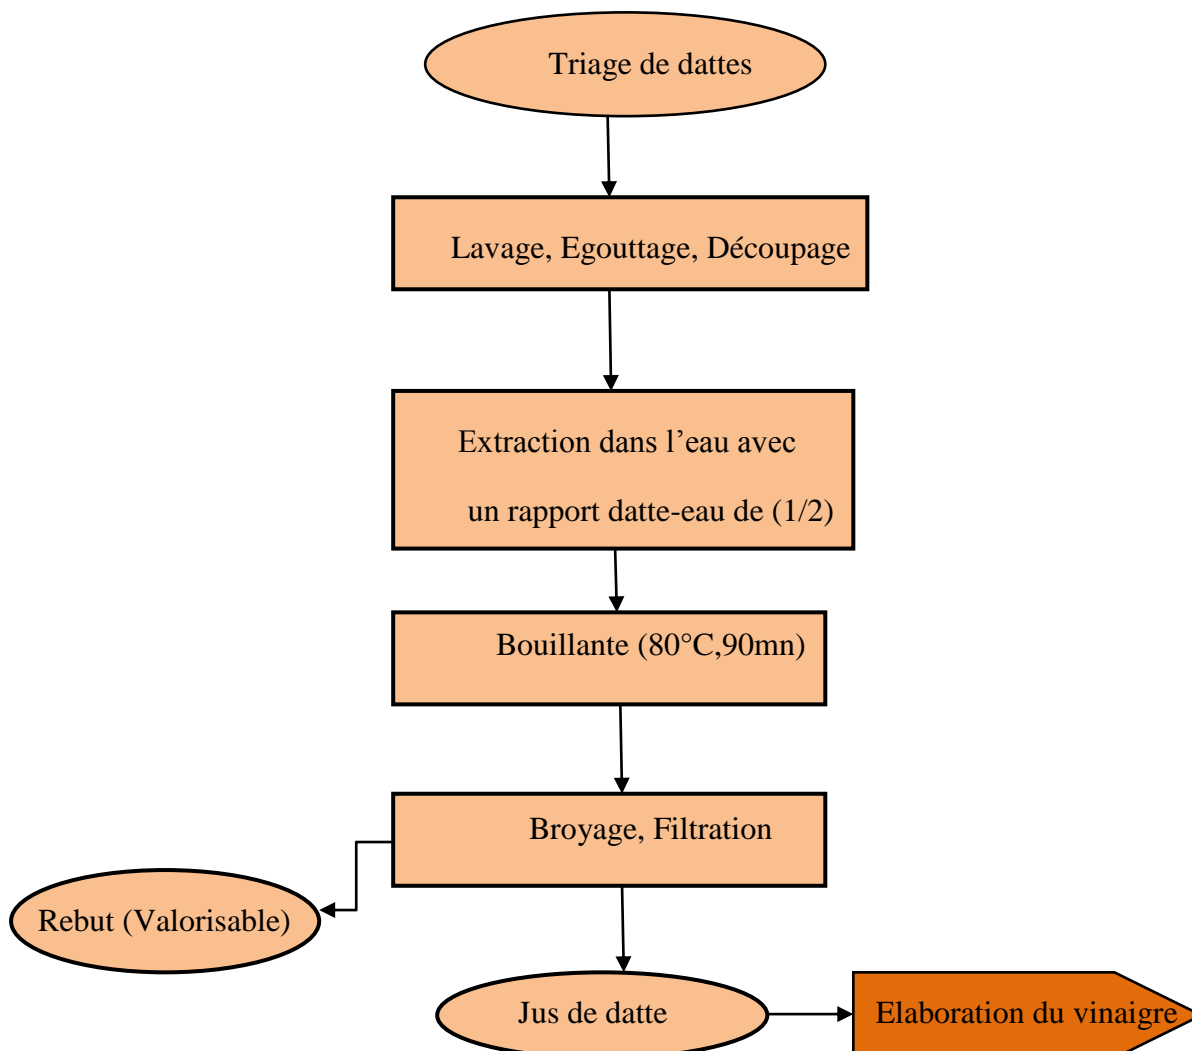 Triage de dattes
Lavage, Egouttage, Découpage
Extraction dans l’eau avec
un rapport datte-eau de (1/2)
Bouillante (80°C,90mn)
Broyage, Filtration
Rebut (Valorisable)
Jus de datte
Elaboration du vinaigre